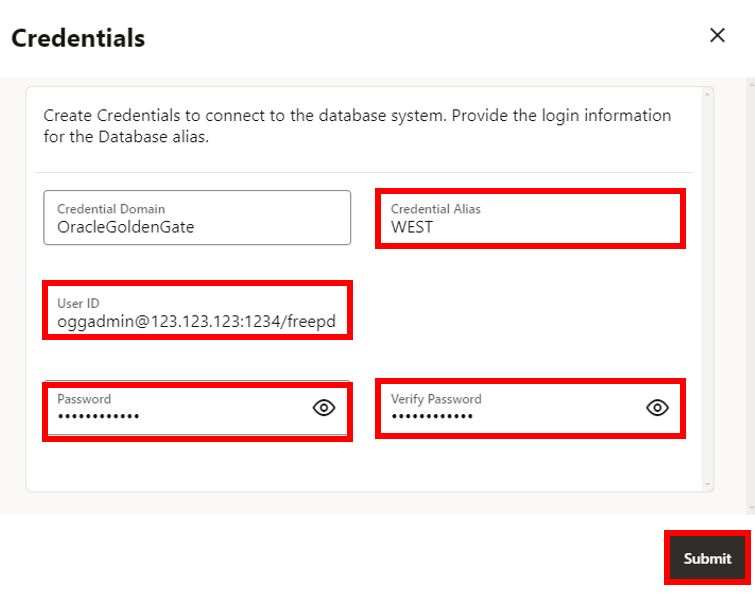 Credentials
Create Credentials to connect to the database system. Provide the login information
for the Database alias.
Credential Domain
OracleGoldenGate
Credential Alias
WEST
User ID
oggadmin@123.123.123:1234/freepd
Password
••••••••••••
Verify Password
••••••••••••
Submit